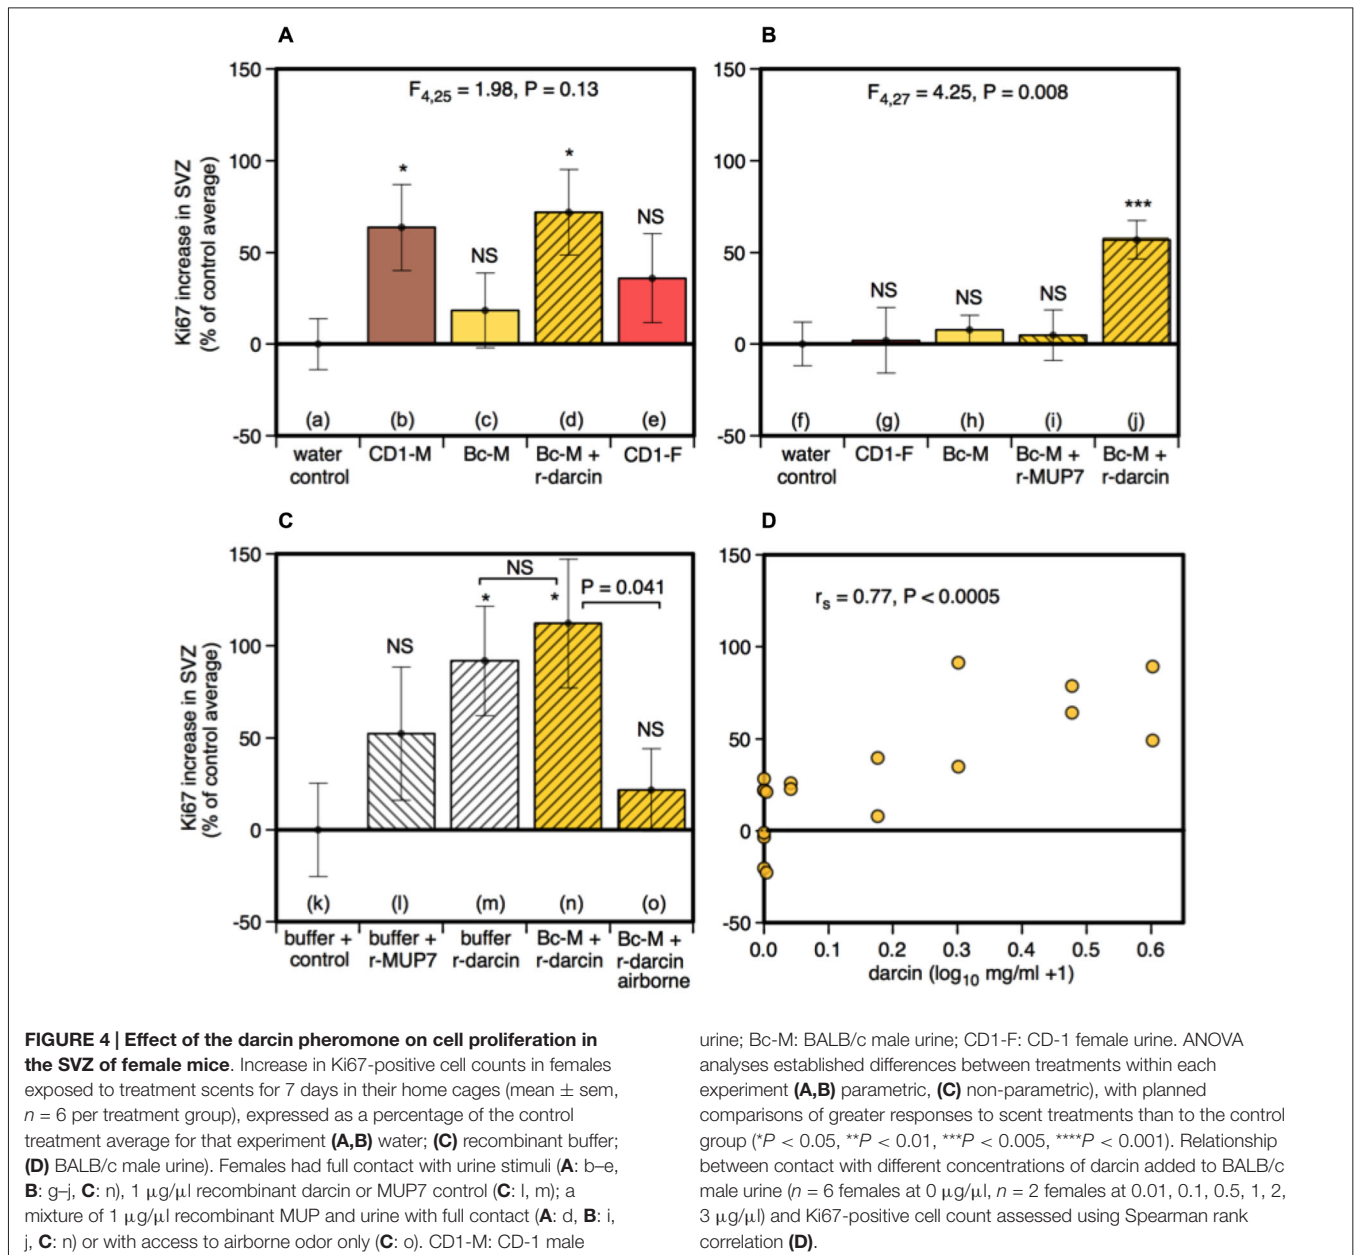 A
150
100
50
0
-50
Ki67 increase in SVZ
(% of control average)
F4,25 = 1.98, P = 0.13
*
NS
*
NS
(a) (b) (c) (d) (e)
water CD1-M Bc-M Bc-M + CD1-F
control r-darcin
B
150
100
50
0
-50
F4,27 = 4.25, P = 0.008
NS
NS
NS
***
(f) (g) (h) (i) (j)
water CD1-F Bc-M Bc-M + Bc-M +
control r-MUP7 r-darcin
C
150
100
50
0
-50
Ki67 increase in SVZ
(% of control average)
NS
P = 0.041
NS
*
*
NS
(k) (l) (m) (n) (o)
buffer + buffer + buffer Bc-M + Bc-M +
control r-MUP7 r-darcin r-darcin r-darcin
airborne
D
150
100
50
0
-50
rs = 0.77, P < 0.0005
0.0 0.1 0.2 0.3 0.4 0.5 0.6
darcin (log10 mg/ml +1)
FIGURE 4 | Effect of the darcin pheromone on cell proliferation in
the SVZ of female mice. Increase in Ki67-positive cell counts in females
exposed to treatment scents for 7 days in their home cages (mean ± sem,
n = 6 per treatment group), expressed as a percentage of the control
treatment average for that experiment (A,B) water; (C) recombinant buffer;
(D) BALB/c male urine). Females had full contact with urine stimuli (A: b–e,
B: g–j, C: n), 1 μg/μl recombinant darcin or MUP7 control (C: l, m); a
mixture of 1 μg/μl recombinant MUP and urine with full contact (A: d, B: i,
j, C: n) or with access to airborne odor only (C: o). CD1-M: CD-1 male
urine; Bc-M: BALB/c male urine; CD1-F: CD-1 female urine. ANOVA
analyses established differences between treatments within each
experiment (A,B) parametric, (C) non-parametric), with planned
comparisons of greater responses to scent treatments than to the control
group (*P < 0.05, **P < 0.01, ***P < 0.005, ****P < 0.001). Relationship
between contact with different concentrations of darcin added to BALB/c
male urine (n = 6 females at 0 μg/μl, n = 2 females at 0.01, 0.1, 0.5, 1, 2,
3 μg/μl) and Ki67-positive cell count assessed using Spearman rank
correlation (D).